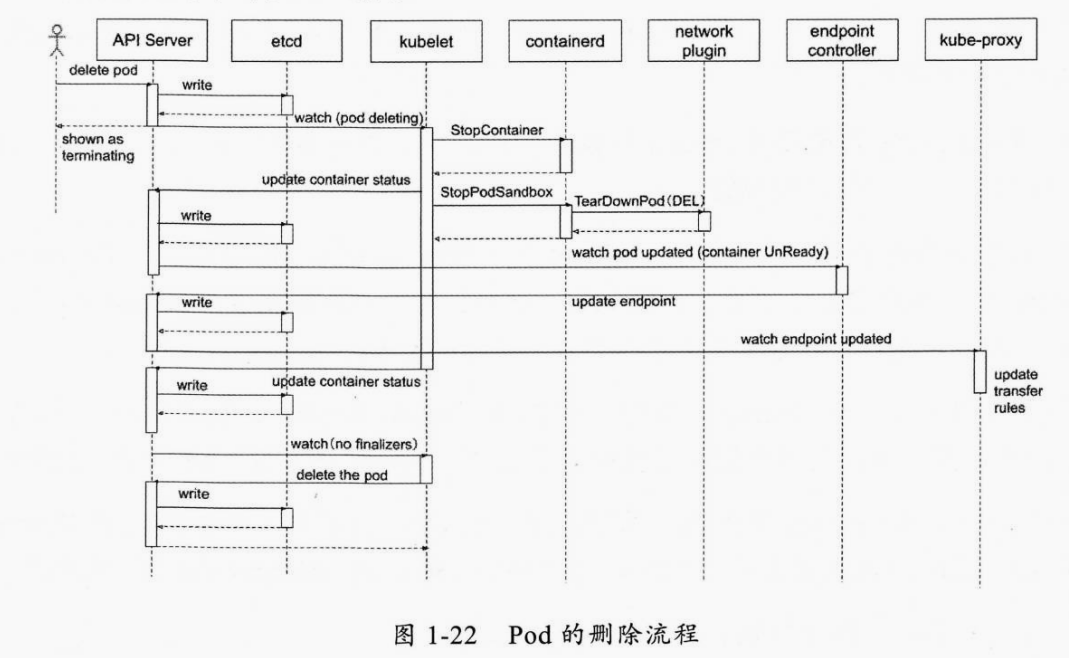 API Server
etcd
kubelet
containerd
network
plugin
endpoint
controller
kube-proxy
delete pod
write
watch (pod deleting)
shown as
terminating
StopContainer
update container status
StopPodSandbox
TearDownPod(DEL)
write
watch pod updated (container UnReady)
update endpoint
write
watch endpoint updated
update
transfer
rules
update container status
write
watch(no finalizers)
delete the pod
write
图 1-22 Pod 的删除流程